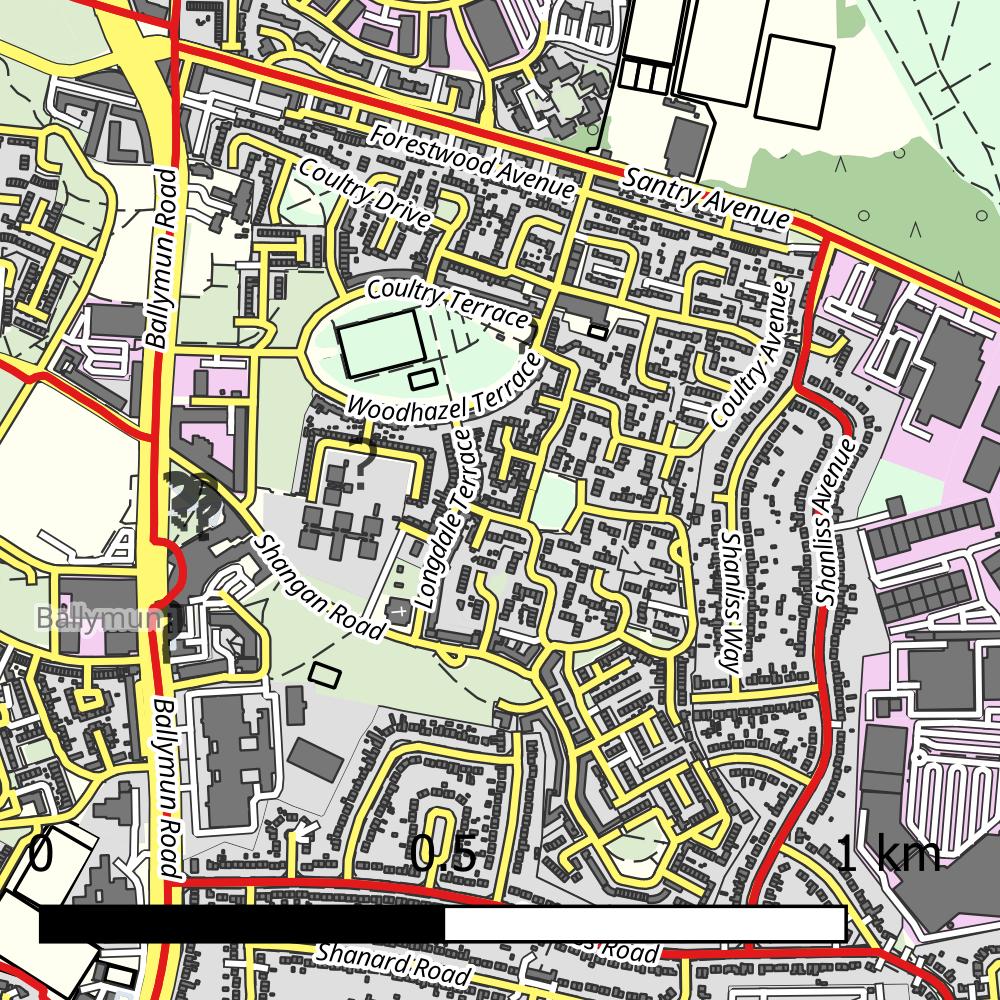 Forestwood Avenue
Santry Avenue
Coultry Drive
Ballymun Road
Coultry Terrace
Coultry Avenue
Woodhazel Terrace
Longdale Terrace
Shanliss Avenue
Shangan Road
Shanliss Way
Ballymun
Ballymun Road
0
0.5
1 km
Road
Shanard Road